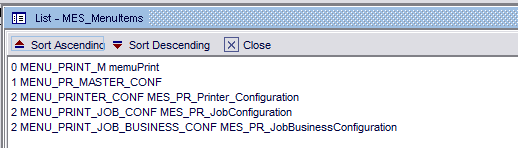 List - MES_MenuItems
Sort Ascending Sort Descending Close
0 MENU_PRINT_M memuPrint
1 MENU_PR_MASTER_CONF
2 MENU_PRINTER_CONF MES_PR_Printer_Configuration
2 MENU_PRINT_JOB_CONF MES_PR_JobConfiguration
2 MENU_PRINT_JOB_BUSINESS_CONF MES_PR_JobBusinessConfiguration